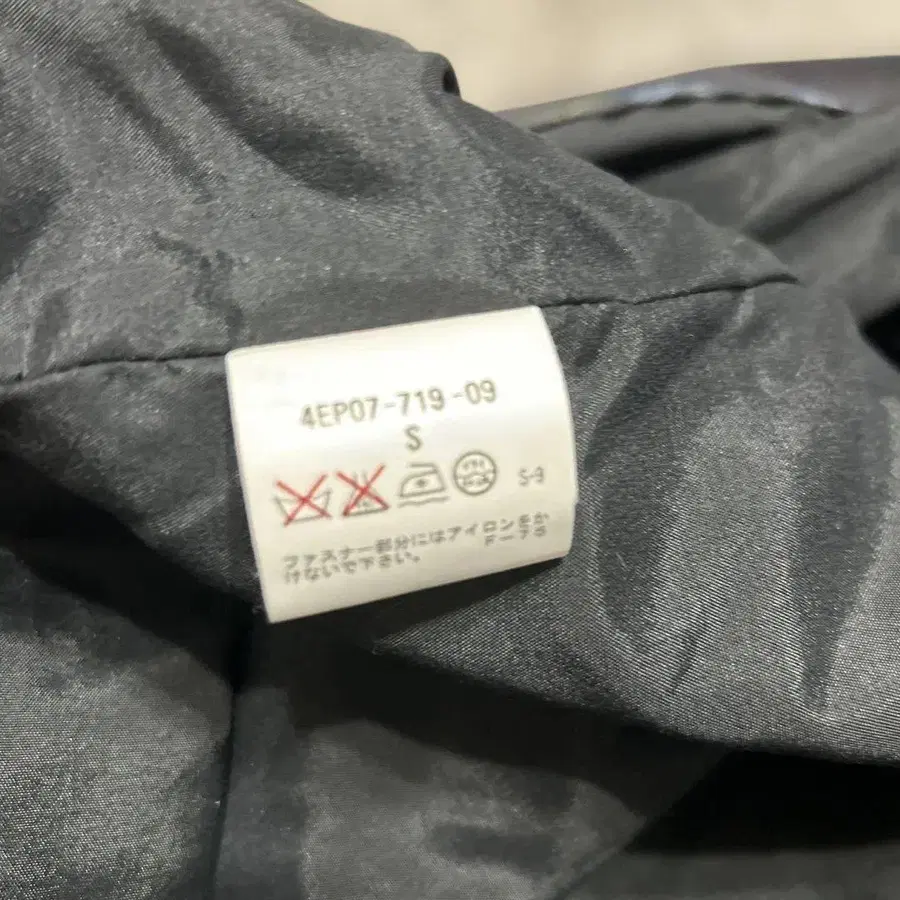 4EP07-719-09
S
S-9
ファスナー部分にはアイロンをか
けないで下さい。 F-75